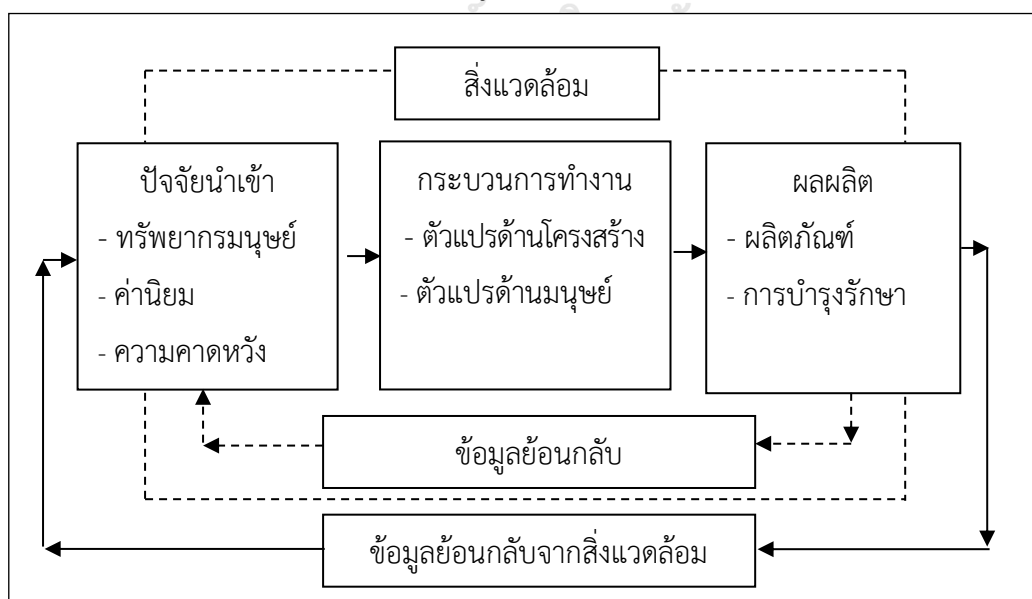 สิ่งแวดล้อม
ปัจจัยนำเข้า
- ทรัพยากรมนุษย์
- ค่านิยม
- ความคาดหวัง
กระบวนการทำงาน
- ตัวแปรด้านโครงสร้าง
- ตัวแปรด้านมนุษย์
ผลผลิต
- ผลิตภัณฑ์
- การบำรุงรักษา
ข้อมูลย้อนกลับ
ข้อมูลย้อนกลับจากสิ่งแวดล้อม